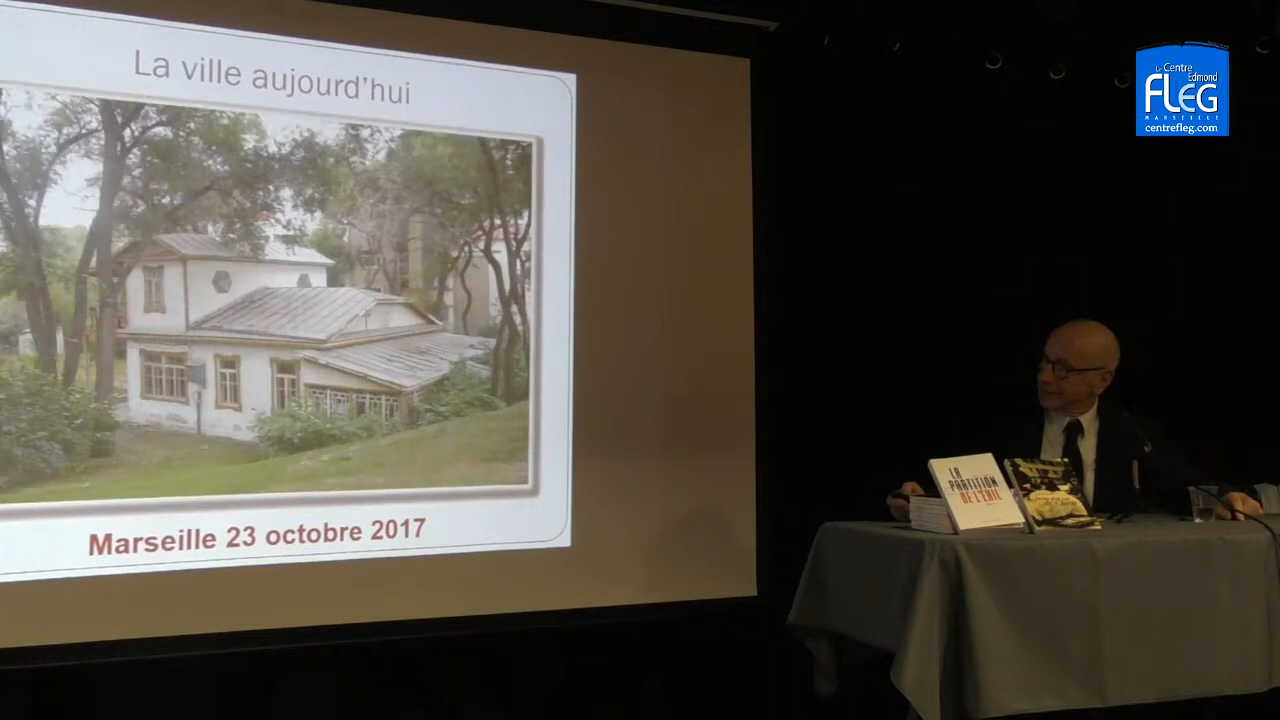 La ville aujourd'hui
Marseille 23 octobre 2017
Le Centre
Edmond
FLEG
MARSEILLE
centrefleg.com
LA
PARTITION
DE L'EXIL